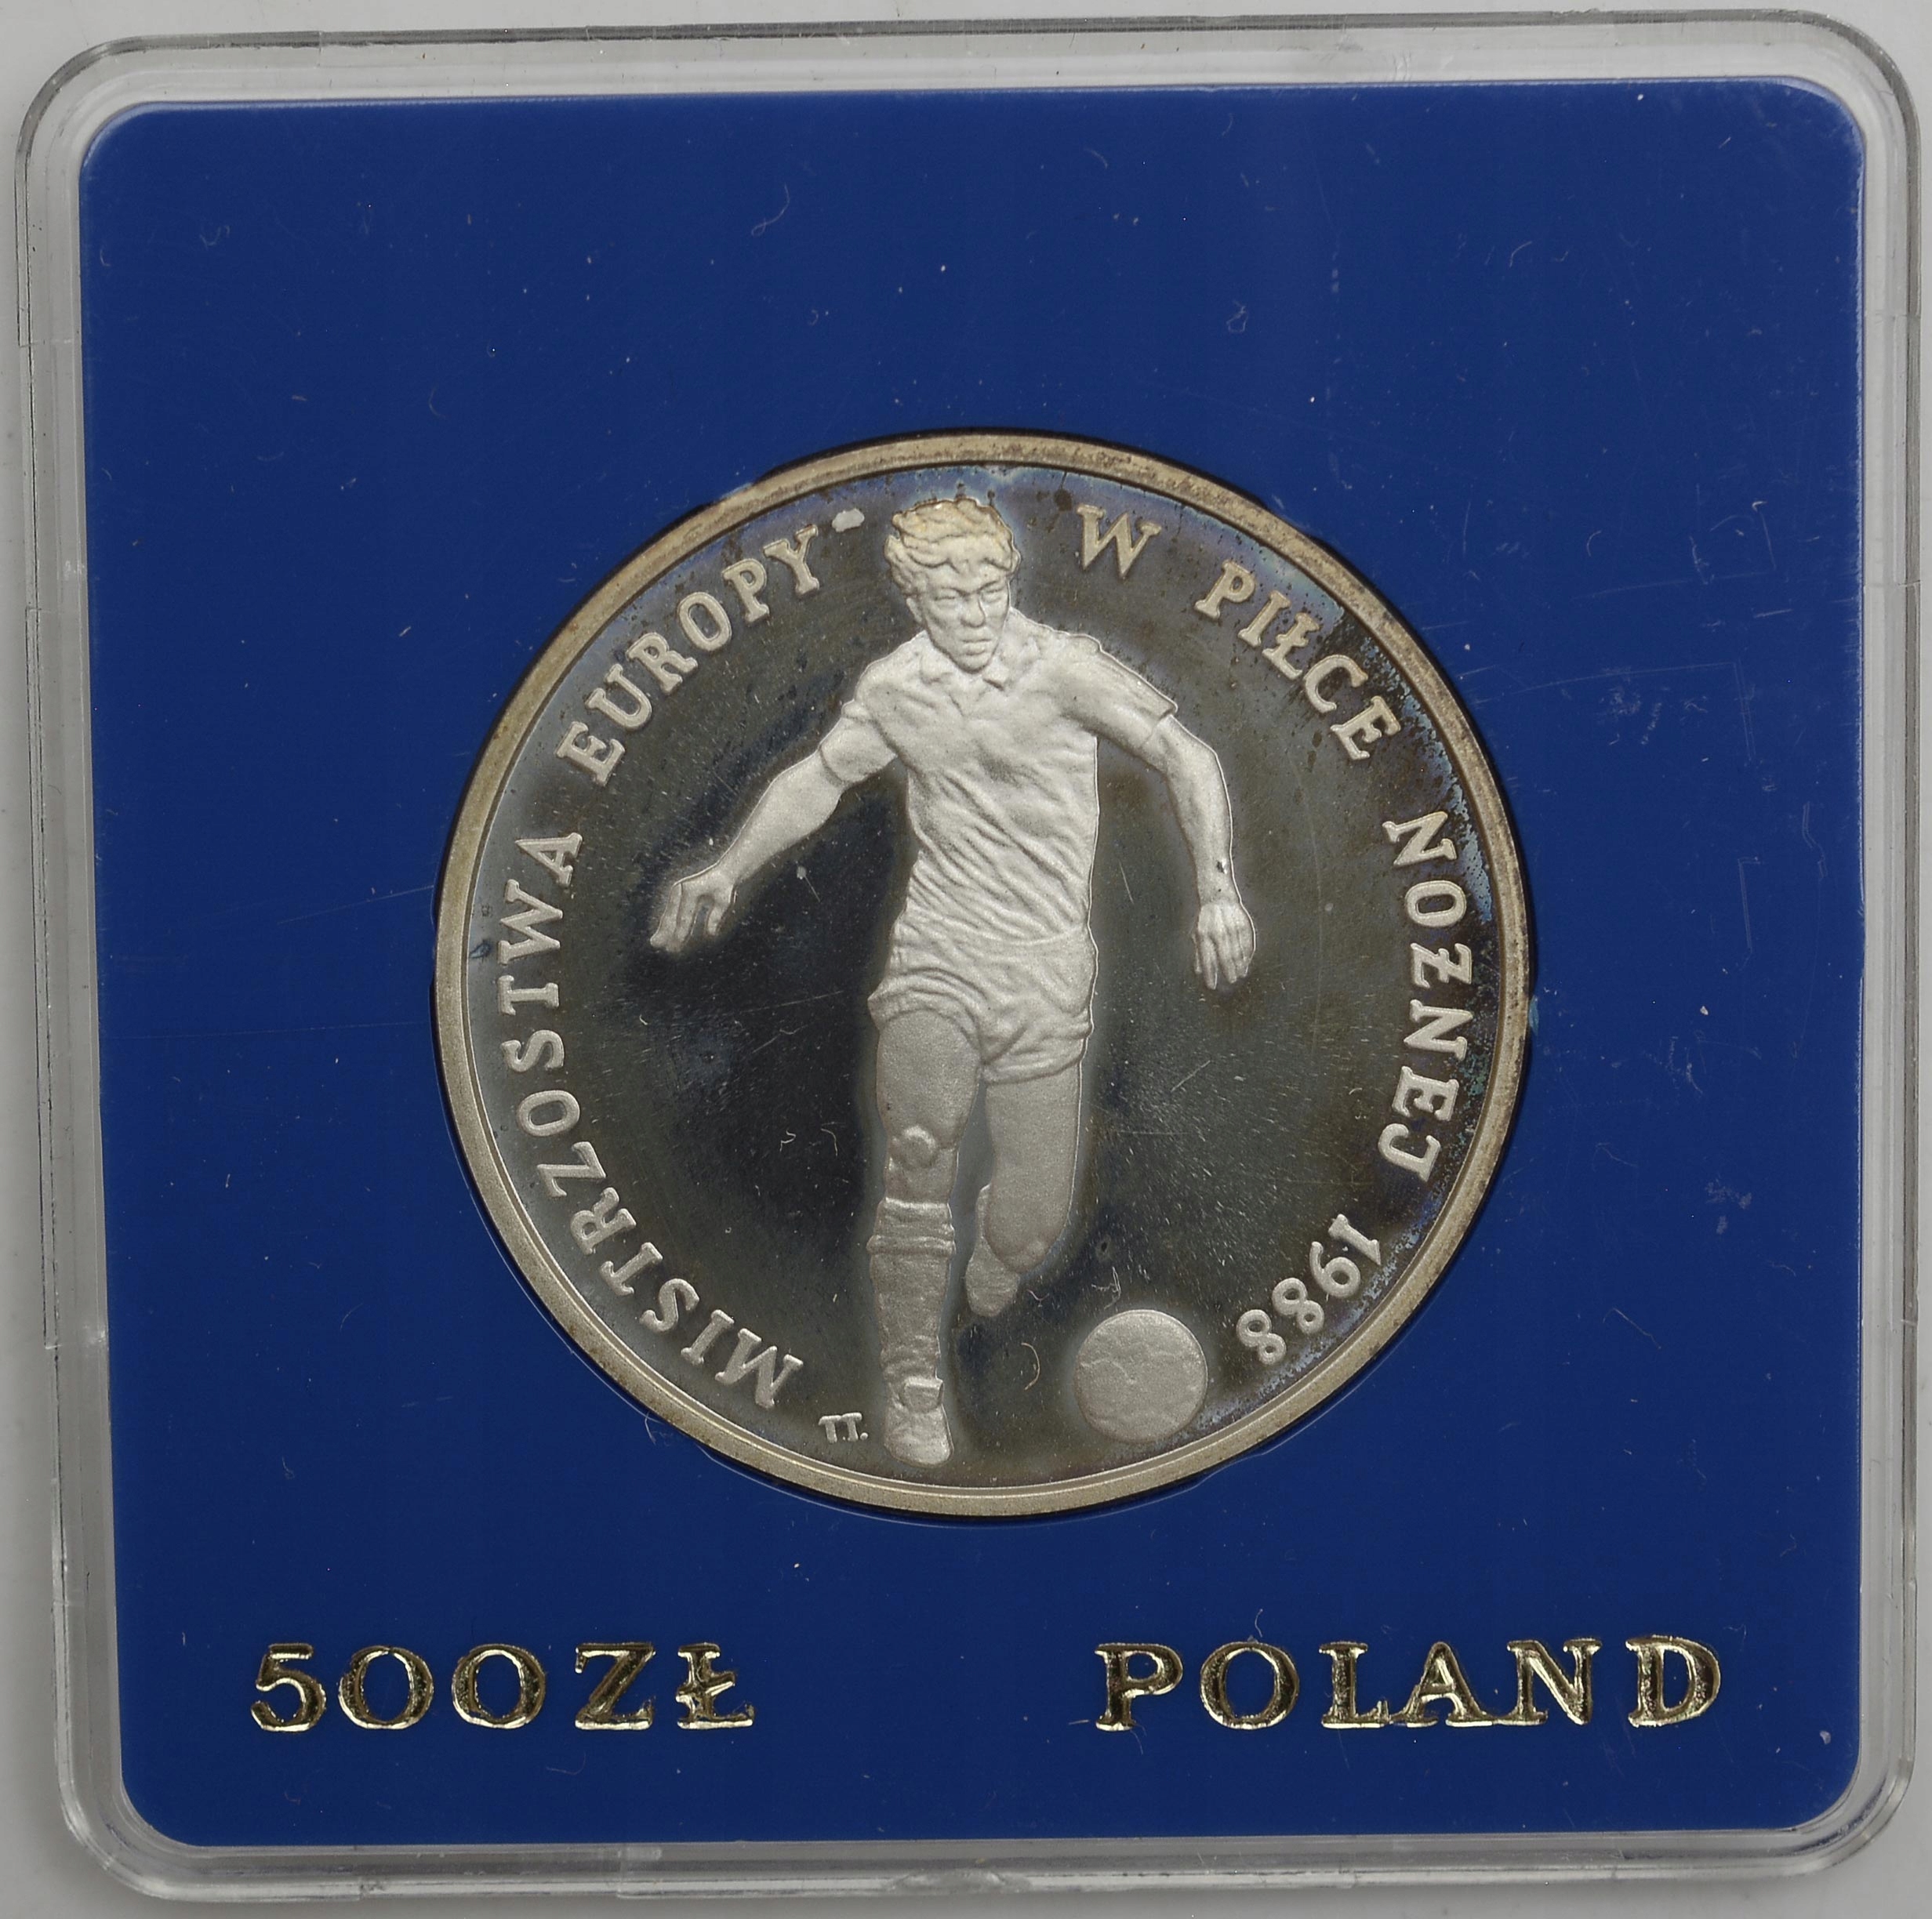 MISTRZOSTWA EUROPY W PIŁCE NOŻNEJ 1988
T.T.
500ZŁ POLAND